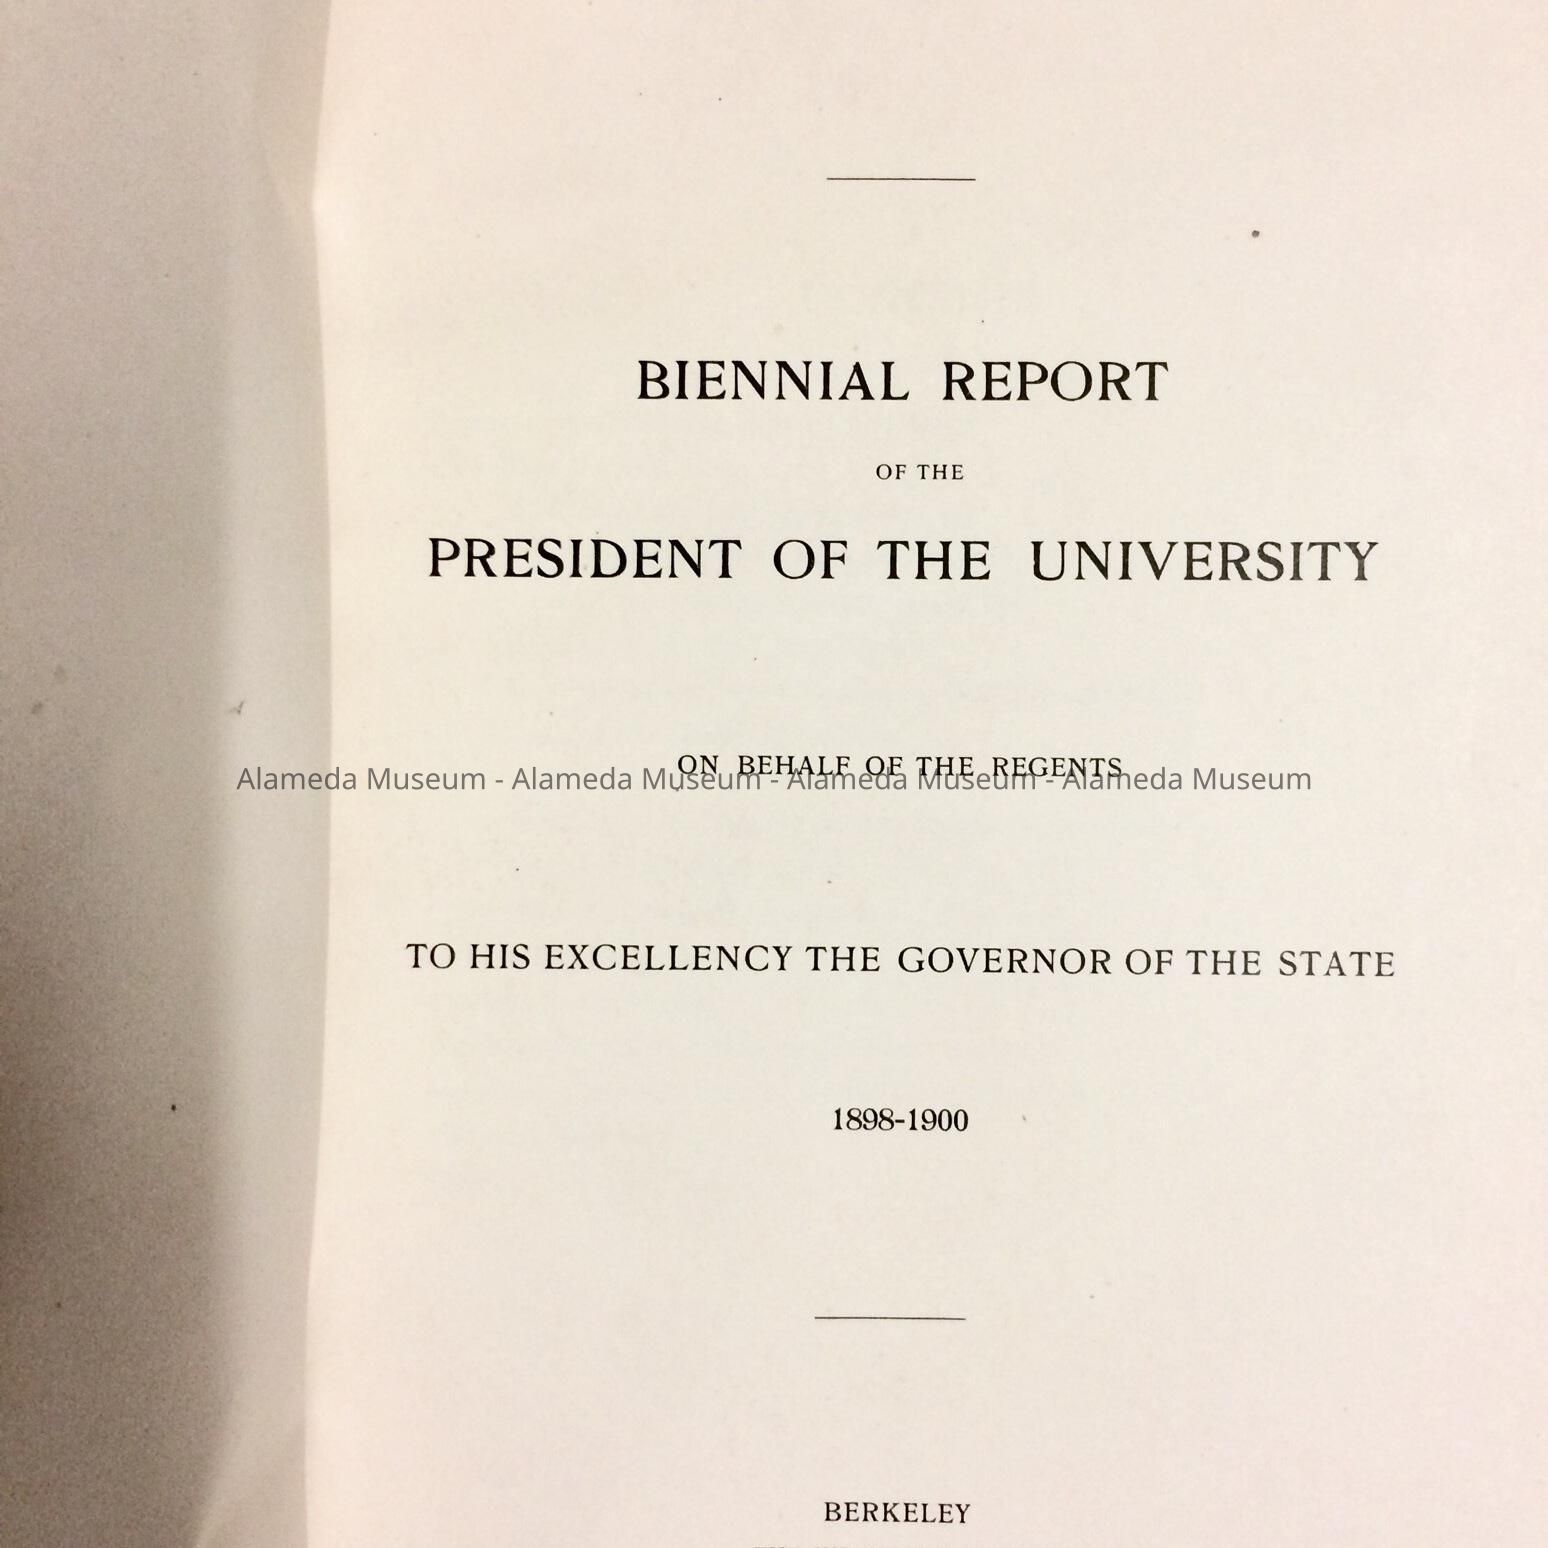 BIENNIAL REPORT
OF THE
PRESIDENT OF THE UNIVERSITY
ON BEHALF OF THE REGENTS
Alameda Museum - Alameda Museum - Alameda Museum - Alameda Museum
TO HIS EXCELLENCY THE GOVERNOR OF THE STATE
1898-1900
BERKELEY